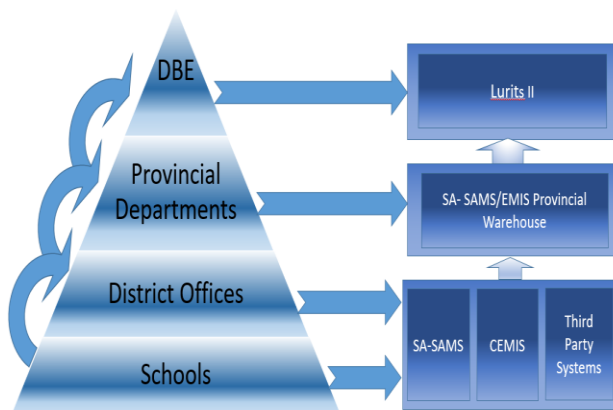 DBE
Lurits II
Provincial
Departments
SA- SAMS/EMIS Provincial
Warehouse
District Offices
SA-SAMS
CEMIS
Third
Party
Systems
Schools